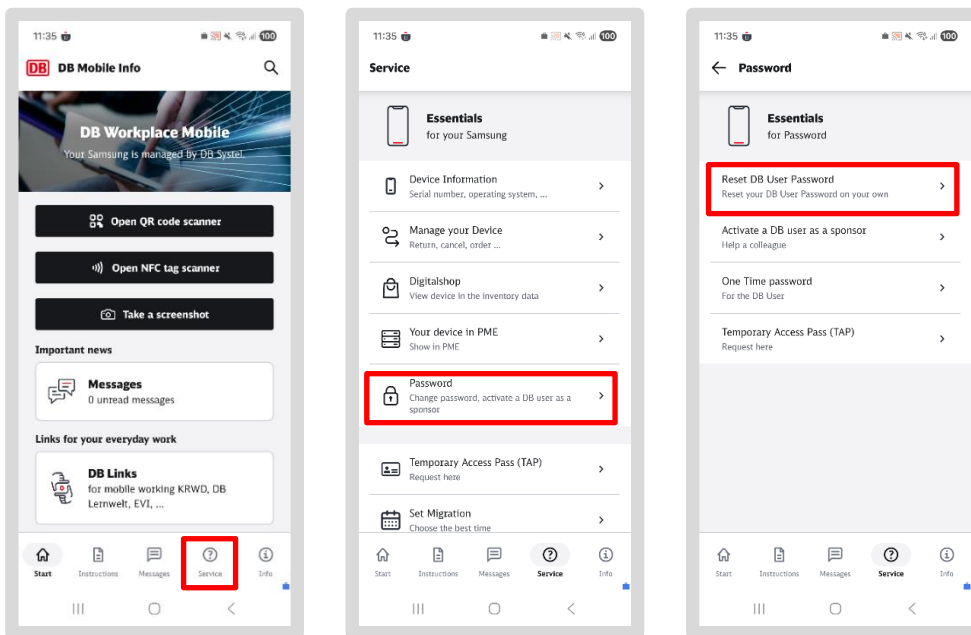 11:35
100
DB DB Mobile Info
DB Workplace Mobile
Your Samsung is managed by DB Systel.
Open QR code scanner
Open NFC tag scanner
Take a screenshot
Important news
Messages
0 unread messages
Links for your everyday work
DB Links
for mobile working KRWD, DB
Lernwelt, EVI, ...
Start Instructions Messages Service Info
11:35
100
Service
Essentials
for your Samsung
Device Information
Serial number, operating system, ...
Manage your Device
Return, cancel, order ...
Digitalshop
View device in the inventory data
Your device in PME
Show in PME
Password
Change password, activate a DB user as a
sponsor
Temporary Access Pass (TAP)
Request here
Set Migration
Choose the best time
Start Instructions Messages Service Info
11:35
100
Password
Essentials
for Password
Reset DB User Password
Reset your DB User Password on your own
Activate a DB user as a sponsor
Help a colleague
One Time password
For the DB User
Temporary Access Pass (TAP)
Request here
Start Instructions Messages Service Info